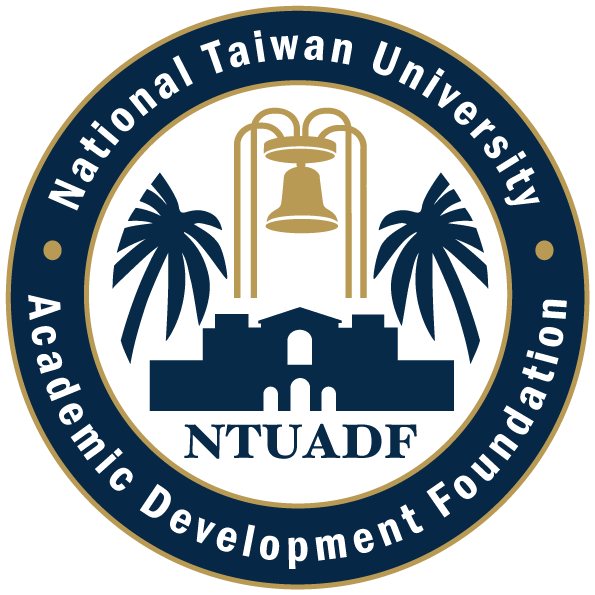 National Taiwan University
Academic Development Foundation
NTUADF